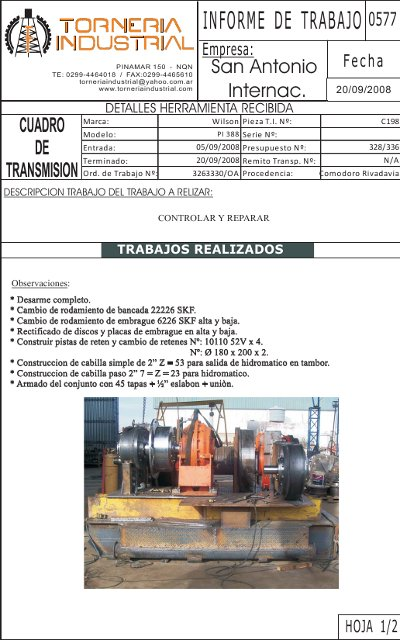 TORNERIA
INDUSTRIAL
PINAMAR 150 - NQN
TE: 0299-4464018 / FAX:0299-4465910
torneriaindustrial@yahoo.com.ar
www.torneriaindustrial.com
INFORME DE TRABAJO 0577
Empresa:
San Antonio
Internac.
Fecha
20/09/2008
DETALLES HERRAMIENTA RECIBIDA
CUADRO
DE
TRANSMISION
Marca: Wilson Pieza T.I. Nº: C198
Modelo: PI 388 Serie Nº:
Entrada: 05/09/2008 Presupuesto Nº: 328/336
Terminado: 20/09/2008 Remito Transp. Nº: N/A
Ord. de Trabajo Nº: 3263330/OA Procedencia: Comodoro Rivadavia
DESCRIPCION TRABAJO DEL TRABAJO A RELIZAR:
CONTROLAR Y REPARAR
TRABAJOS REALIZADOS
Observaciones:
* Desarme completo.
* Cambio de rodamiento de bancada 22226 SKF.
* Cambio de rodamiento de embrague 6226 SKF alta y baja.
* Rectificado de discos y placas de embrague en alta y baja.
* Construir pistas de reten y cambio de retenes Nº: 10110 52V x 4.
Nº: Ø 180 x 200 x 2.
* Construccion de cabilla simple de 2” Z = 53 para salida de hidromatico en tambor.
* Construccion de cabilla paso 2” 7 = Z = 23 para hidromatico.
* Armado del conjunto con 45 tapas + ½” eslabon + unión.
HOJA 1/2